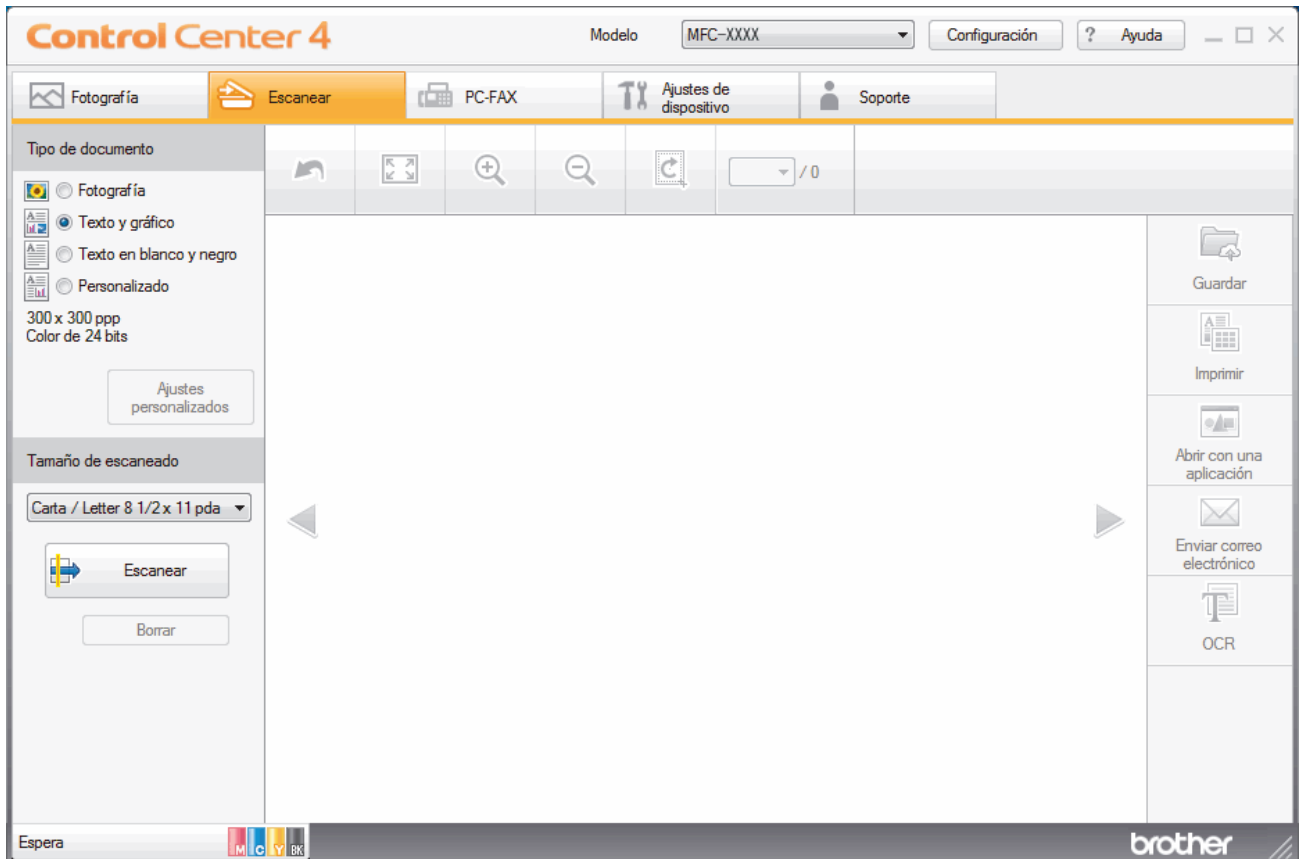 Control Center 4
Modelo
MFC-XXXX
Configuración
? Ayuda
Fotografía
Escanear
PC-FAX
Ajustes de
dispositivo
Soporte
Tipo de documento
Fotografía
Texto y gráfico
Texto en blanco y negro
Personalizado
300 x 300 ppp
Color de 24 bits
Ajustes
personalizados
Tamaño de escaneado
Carta / Letter 8 1/2 x 11 pda
Escanear
Borrar
/ 0
Guardar
Imprimir
Abrir con una
aplicación
Enviar correo
electrónico
OCR
Espera
M C Y BK
brother